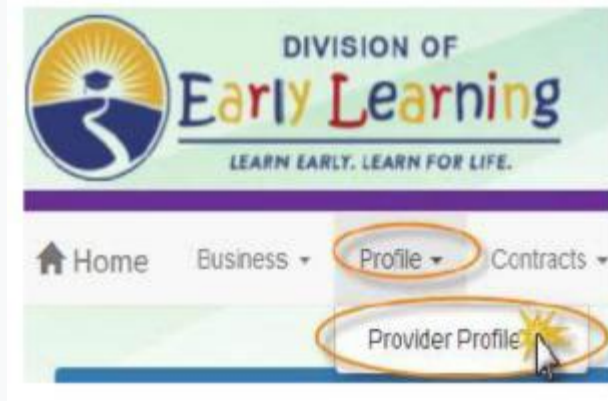 DIVISION OF
Early Learning
LEARN EARLY. LEARN FOR LIFE.
Home Business Profile Contracts
Provider Profile